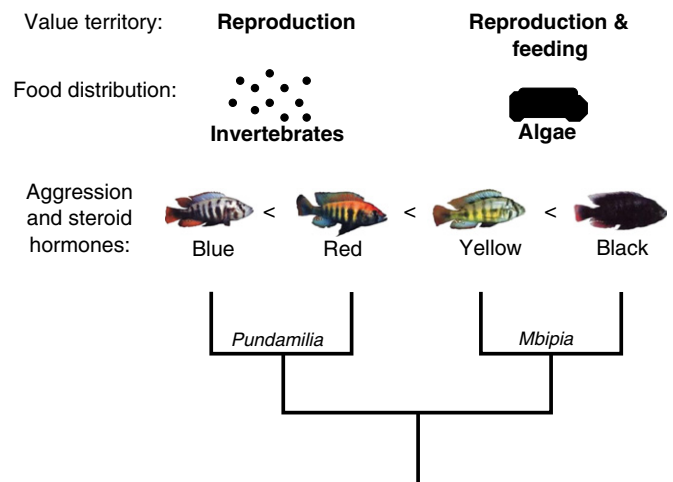 Value territory: Reproduction Reproduction &
feeding
Food distribution:
Invertebrates Algae
Aggression
and steroid
hormones:
< < <
Blue Red Yellow Black
Pundamilia Mbipia